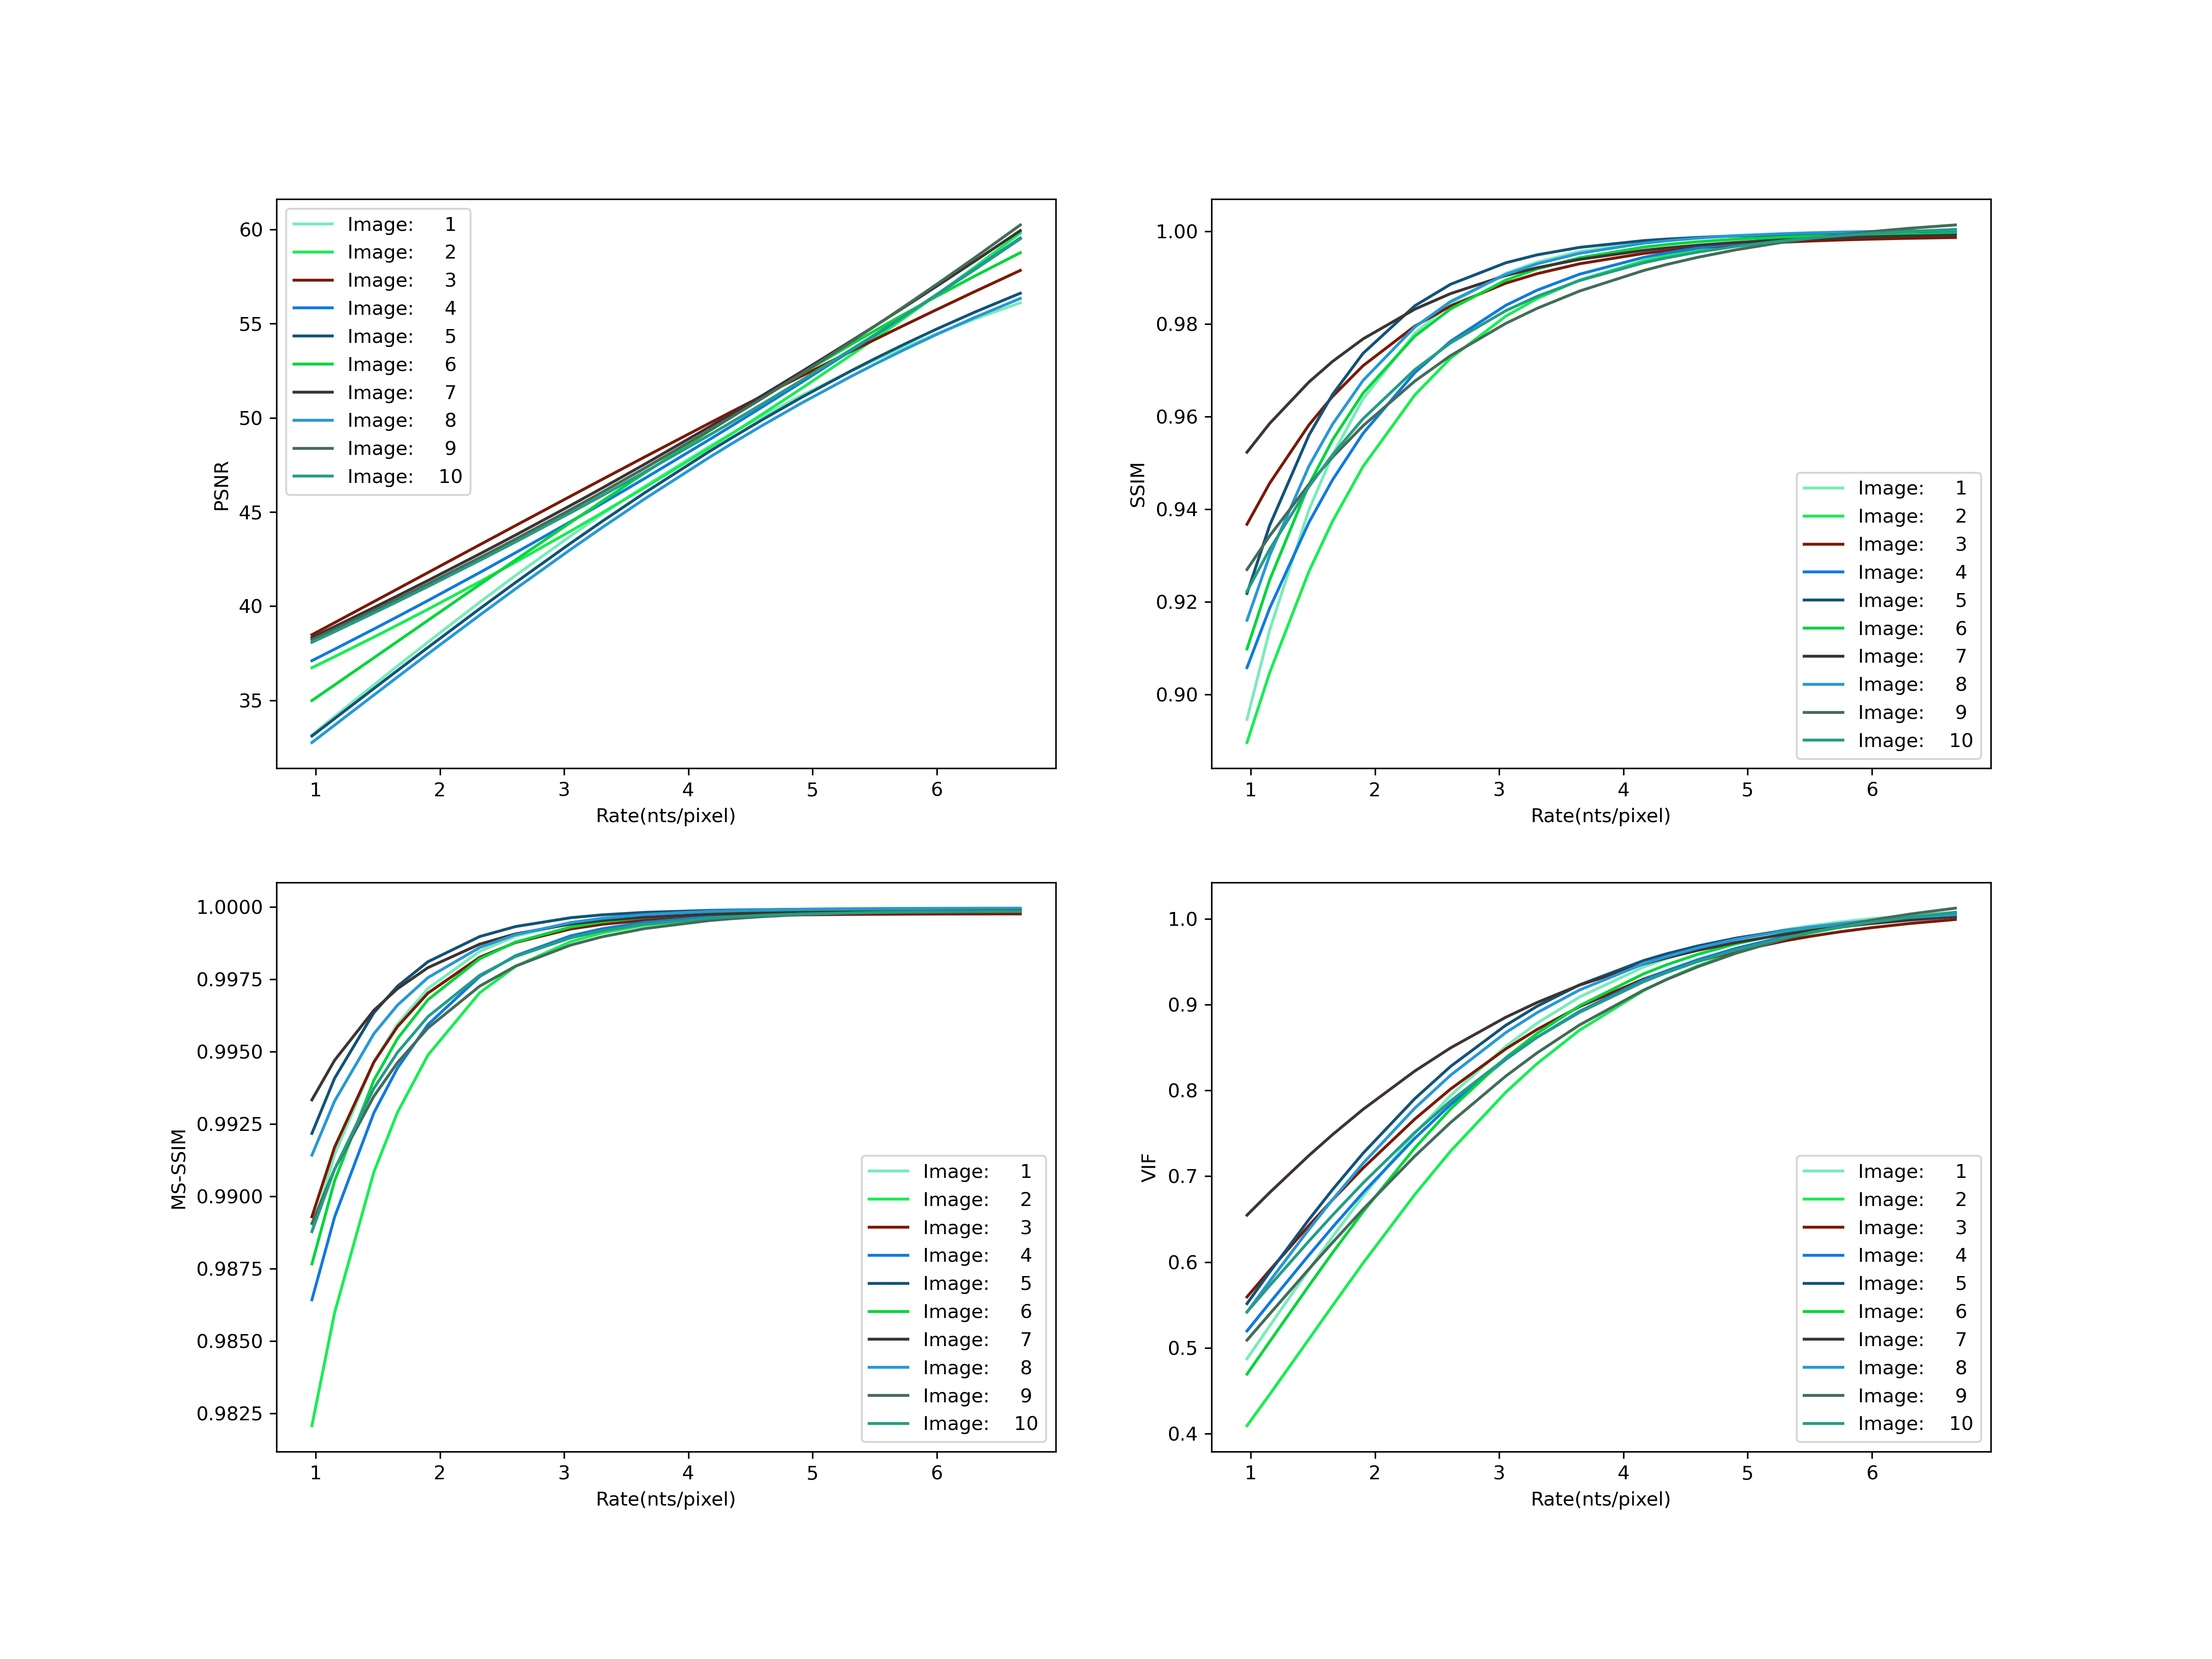 60
55
50
45
40
35
PSNR
1 2 3 4 5 6
Rate(nts/pixel)
Image: 1
Image: 2
Image: 3
Image: 4
Image: 5
Image: 6
Image: 7
Image: 8
Image: 9
Image: 10
1.00
0.98
0.96
0.94
0.92
0.90
SSIM
1 2 3 4 5 6
Rate(nts/pixel)
Image: 1
Image: 2
Image: 3
Image: 4
Image: 5
Image: 6
Image: 7
Image: 8
Image: 9
Image: 10
1.0000
0.9975
0.9950
0.9925
0.9900
0.9875
0.9850
0.9825
MS-SSIM
1 2 3 4 5 6
Rate(nts/pixel)
Image: 1
Image: 2
Image: 3
Image: 4
Image: 5
Image: 6
Image: 7
Image: 8
Image: 9
Image: 10
1.0
0.9
0.8
0.7
0.6
0.5
0.4
VIF
1 2 3 4 5 6
Rate(nts/pixel)
Image: 1
Image: 2
Image: 3
Image: 4
Image: 5
Image: 6
Image: 7
Image: 8
Image: 9
Image: 10